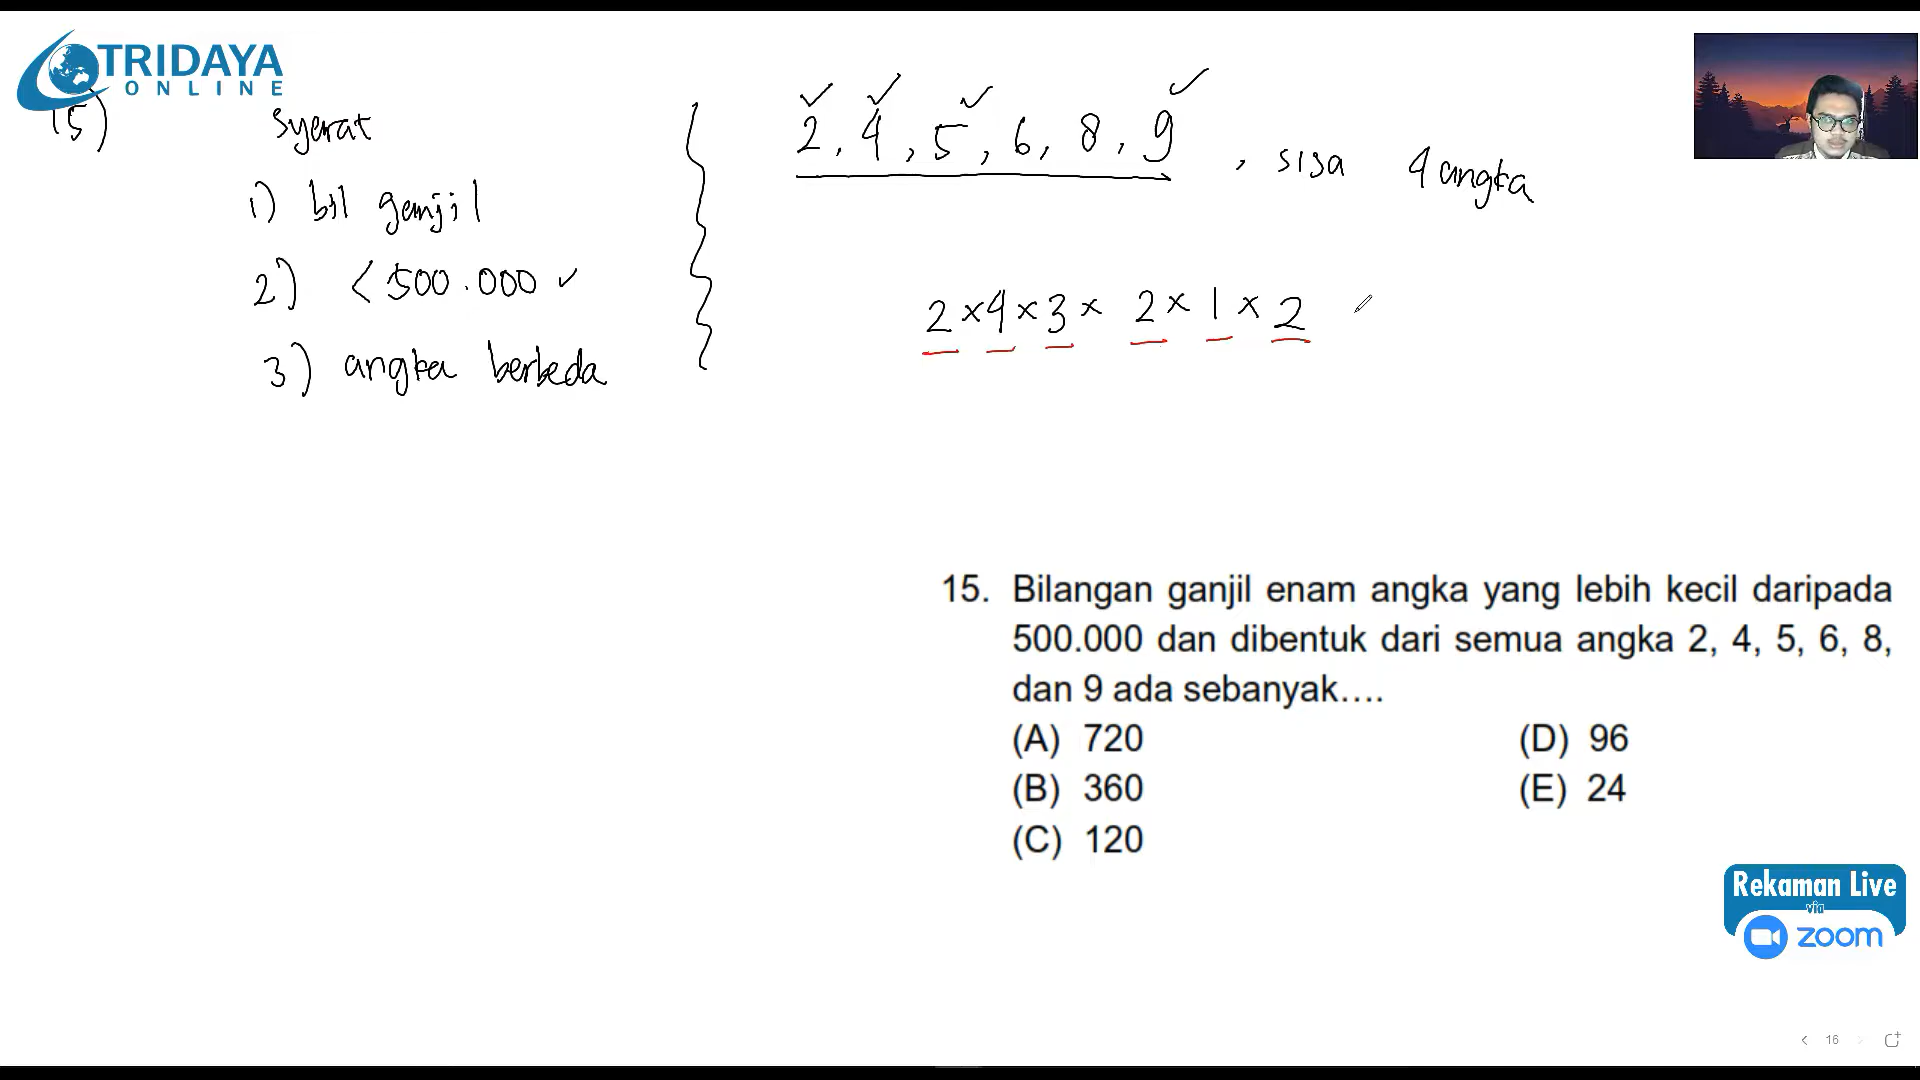 TRIDAYA
ONLINE
15)
Syarat
1) bil ganjil
2) < 500.000 ✓
3) angka berbeda
2, 4, 5, 6, 8, 9 , sisa 4 angka
2 × 4 × 3 × 2 × 1 × 2
15. Bilangan ganjil enam angka yang lebih kecil daripada
500.000 dan dibentuk dari semua angka 2, 4, 5, 6, 8,
dan 9 ada sebanyak….
(A) 720 (D) 96
(B) 360 (E) 24
(C) 120
Rekaman Live
via
zoom
16